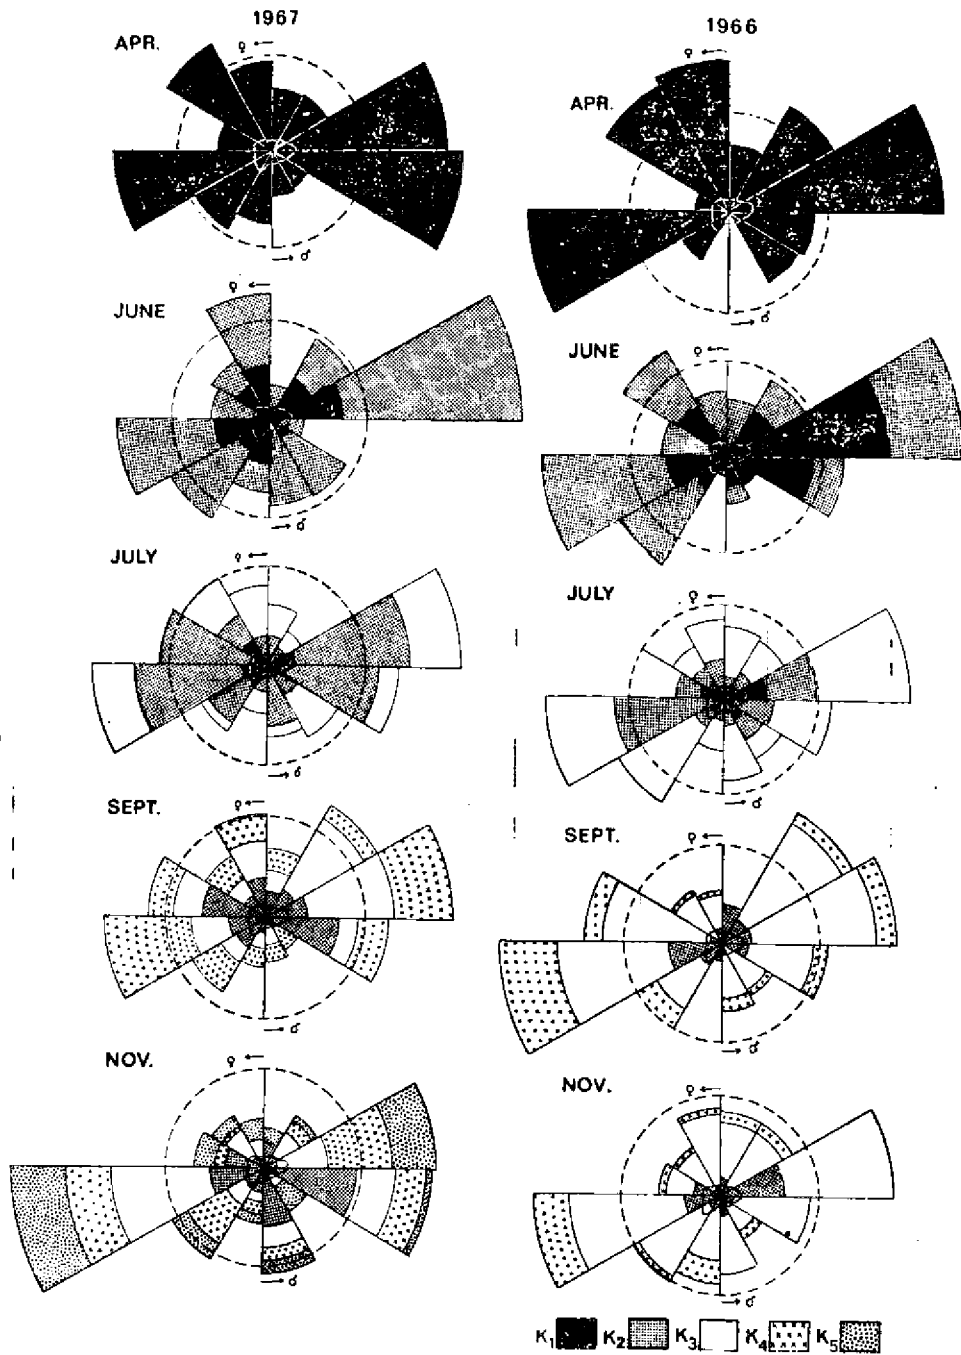 1967
1966
APR.
♀ ←
→ ♂
APR.
♀ ←
→ ♂
JUNE
♀ ←
→ ♂
JUNE
♀ ←
→ ♂
JULY
♀ ←
→ ♂
JULY
♀ ←
→ ♂
SEPT.
♀ ←
→ ♂
SEPT.
♀ ←
→ ♂
NOV.
♀ ←
→ ♂
NOV.
♀ ←
→ ♂
K₁ K₂ K₃ K₄ K₅